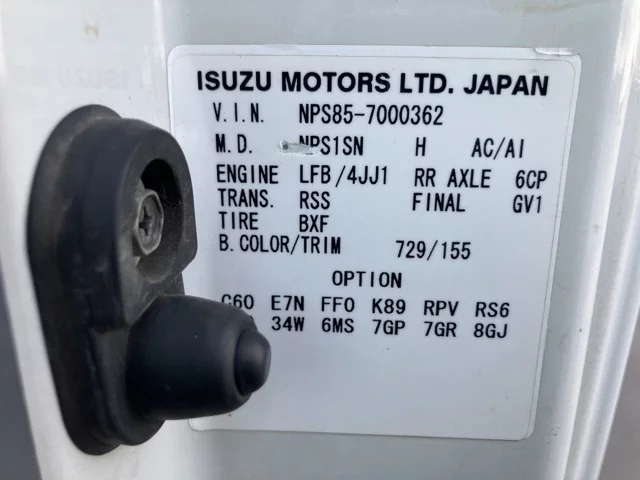 ISUZU MOTORS LTD. JAPAN
V.I.N. NPS85-7000362
M.D. NPS1SN H AC/AI
ENGINE LFB/4JJ1 RR AXLE 6CP
TRANS. RSS FINAL GV1
TIRE BXF
B.COLOR/TRIM 729/155
OPTION
C60 E7N FF0 K89 RPV RS6
34W 6MS 7GP 7GR 8GJ